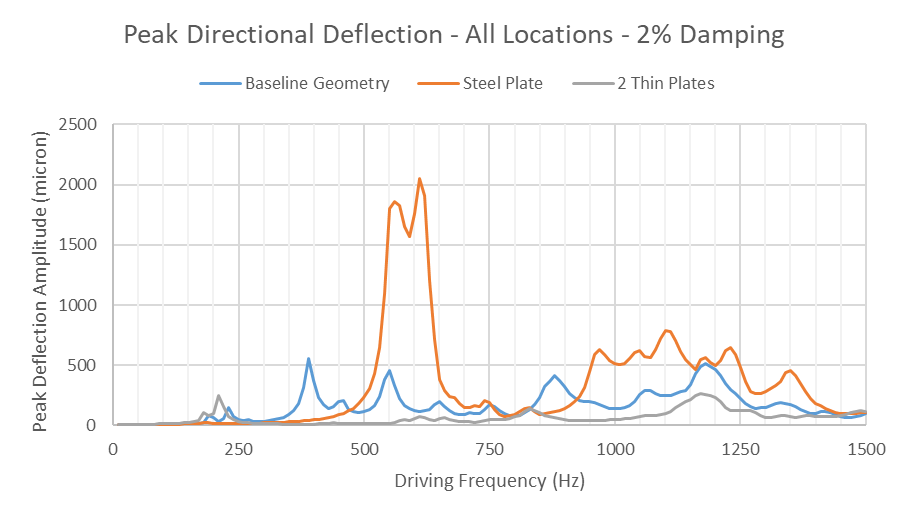 Peak Directional Deflection - All Locations - 2% Damping
Baseline Geometry
Steel Plate
2 Thin Plates
Peak Deflection Amplitude (micron)
2500
2000
1500
1000
500
0
0
250
500
750
1000
1250
1500
Driving Frequency (Hz)